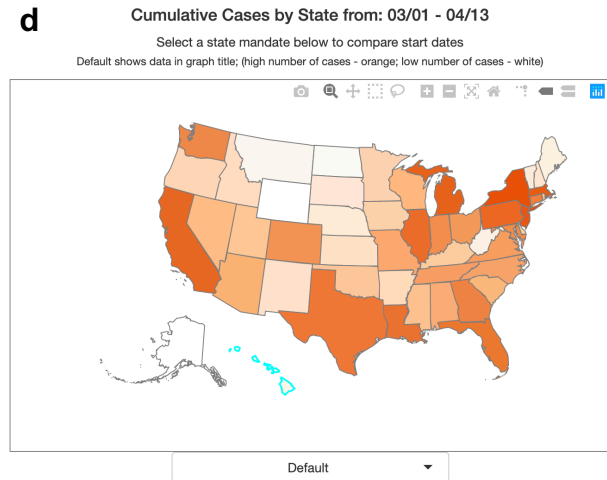 d
Cumulative Cases by State from: 03/01 - 04/13
Select a state mandate below to compare start dates
Default shows data in graph title; (high number of cases - orange; low number of cases - white)
Default